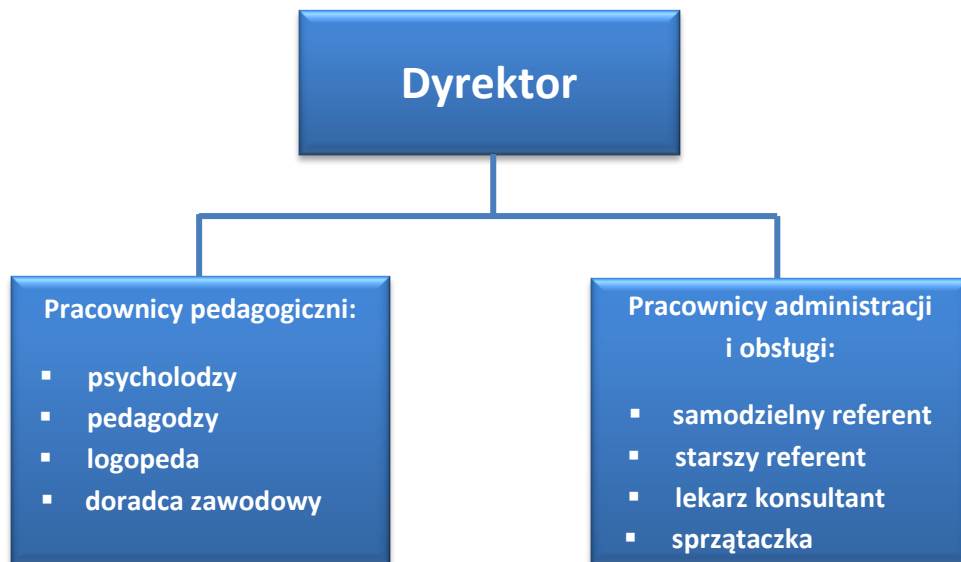 Dyrektor
Pracownicy pedagogiczni:
▪ psycholodzy
▪ pedagodzy
▪ logopeda
▪ doradca zawodowy
Pracownicy administracji
i obsługi:
▪ samodzielny referent
▪ starszy referent
▪ lekarz konsultant
▪ sprzątaczka